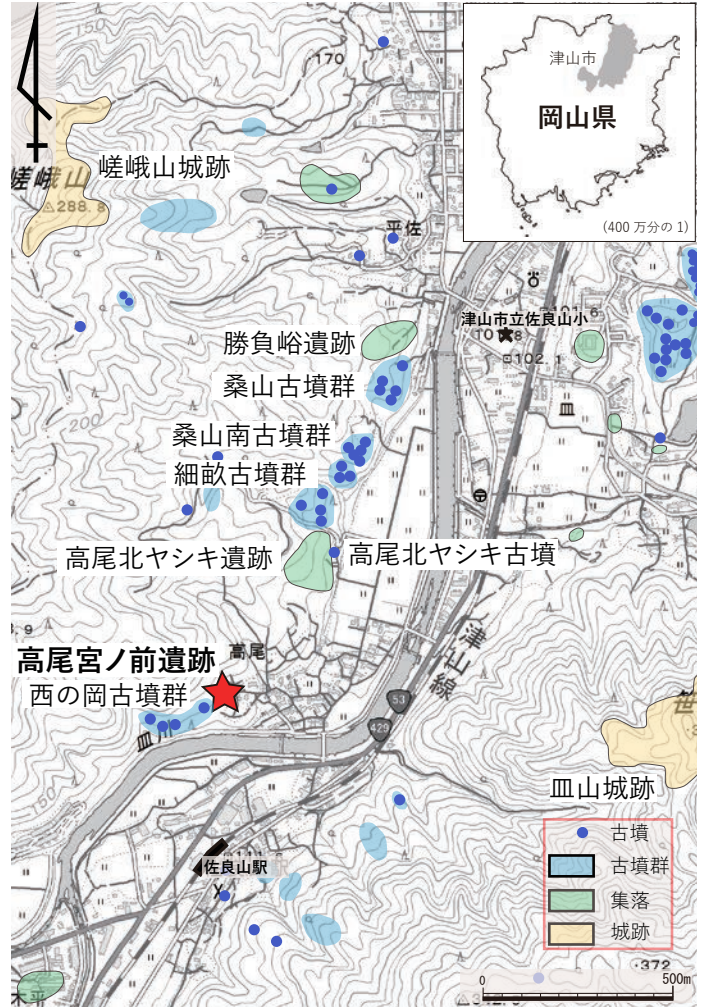 170
津山市
岡山県
(400 万分の 1)
嵯峨山城跡
嵯峨山
△288.8
平佐
津山市立佐良山小
102.1
勝負峪遺跡
桑山古墳群
皿
200
桑山南古墳群
細畝古墳群
高尾北ヤシキ遺跡
高尾北ヤシキ古墳
津山線
高尾宮ノ前遺跡
高尾
西の岡古墳群
皿川
53
429
150
笹
皿山城跡
佐良山駅
古墳
古墳群
集落
城跡
・372
0
500m